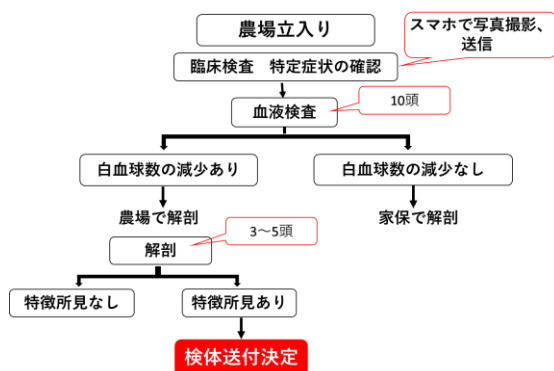 農場立入り
スマホで写真撮影、
送信
臨床検査　特定症状の確認
血液検査
10頭
白血球数の減少あり
白血球数の減少なし
農場で解剖
家保で解剖
解剖
3〜5頭
特徴所見なし
特徴所見あり
検体送付決定